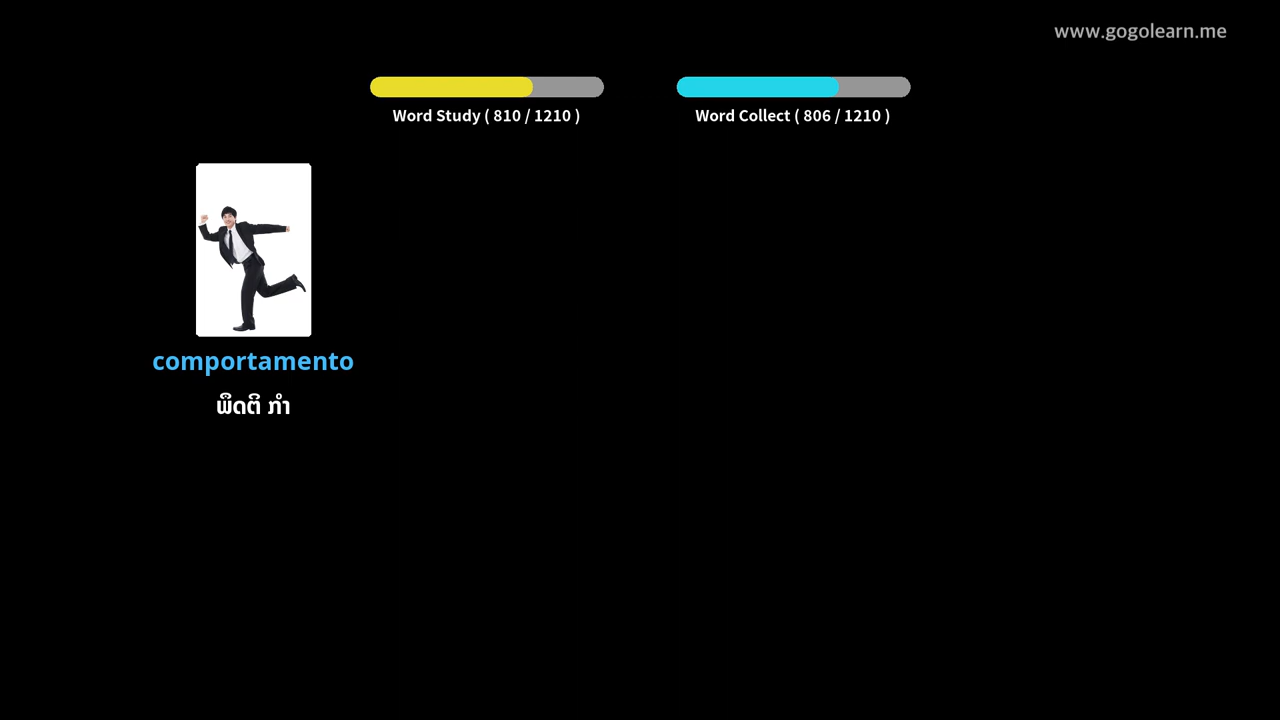 www.gogolearn.me
Word Study ( 810 / 1210 )
Word Collect ( 806 / 1210 )
comportamento
ພຶດຕິ ກຳ